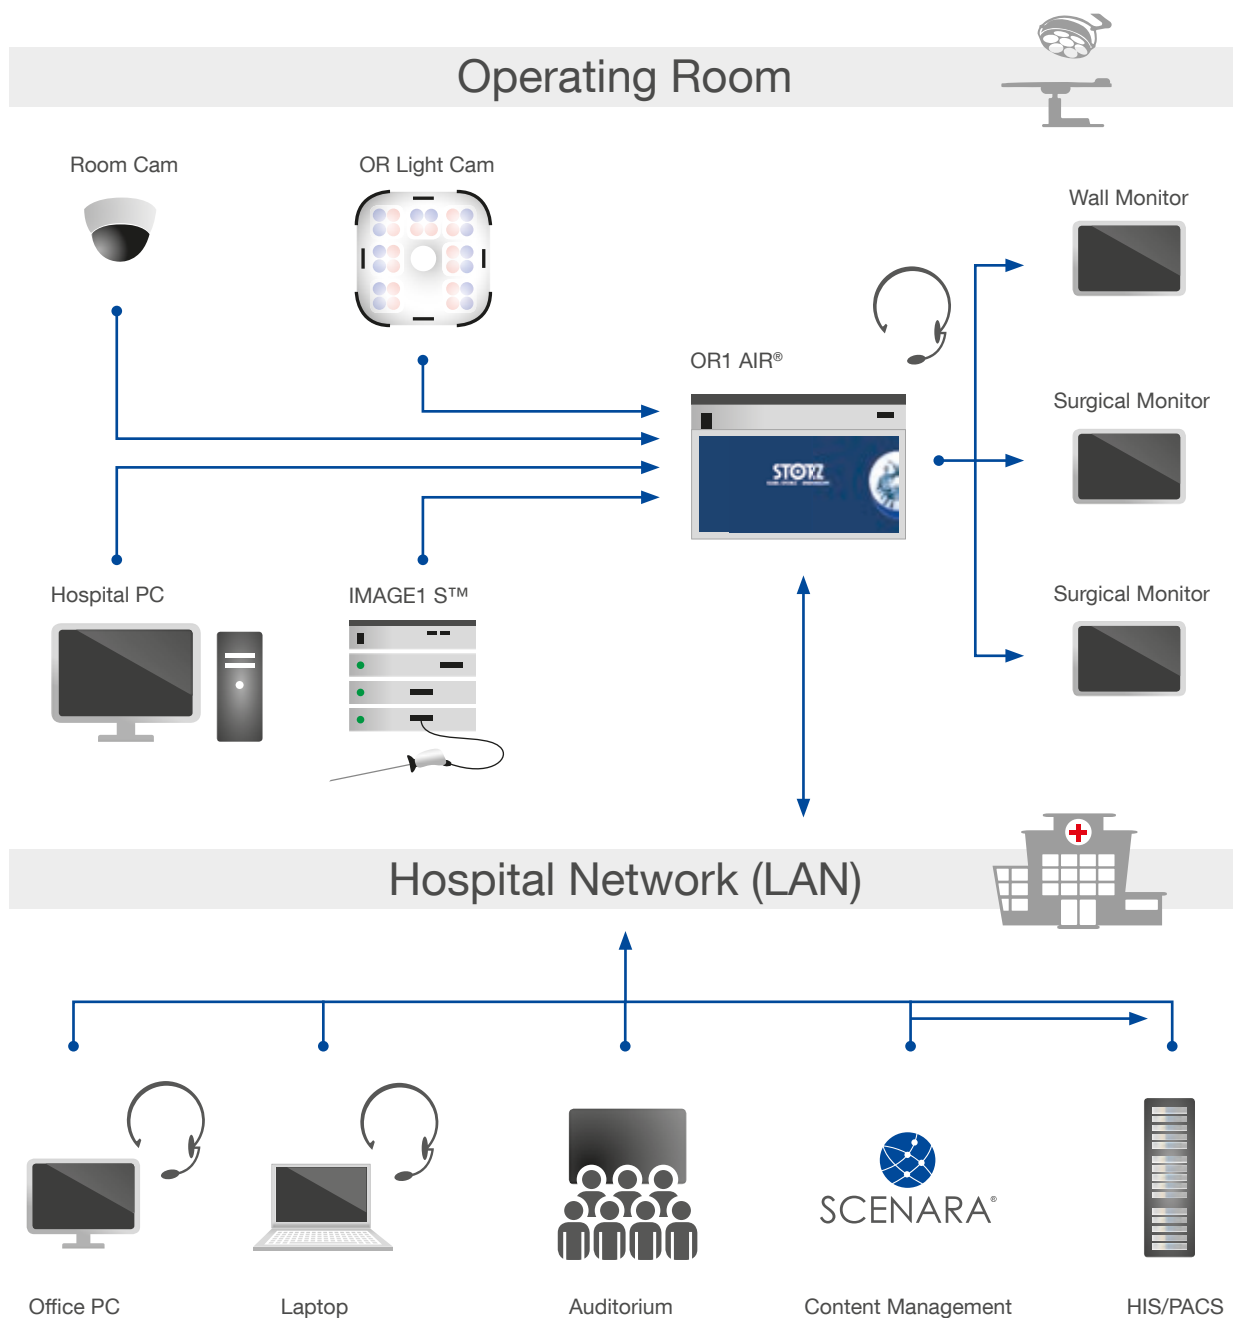 Operating Room
Room Cam
OR Light Cam
Wall Monitor
OR1 AIR®
Surgical Monitor
STORZ
Hospital PC
IMAGE1 S™
Surgical Monitor
Hospital Network (LAN)
SCENARA®
Office PC
Laptop
Auditorium
Content Management
HIS/PACS